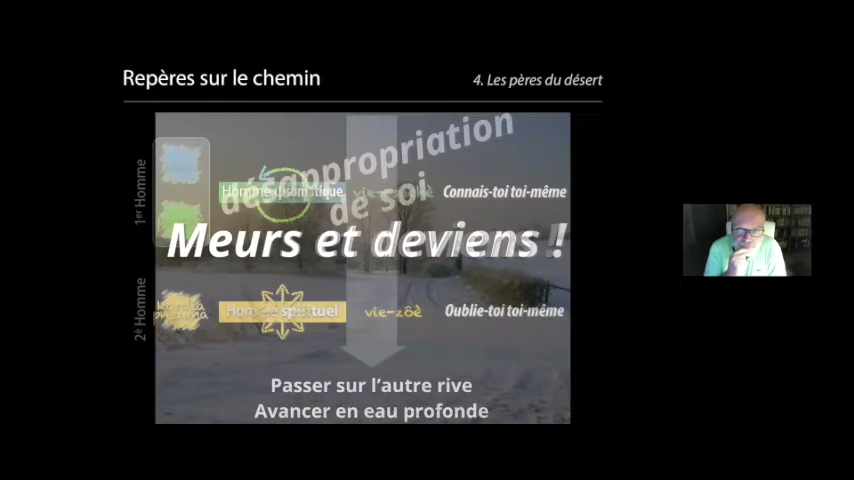 Repères sur le chemin
4. Les pères du désert
désappropriation
de soi
1er Homme
Connais-toi toi-même
Meurs et deviens !
2è Homme
Homme spirituel
vie-zôè
Oublie-toi toi-même
Passer sur l'autre rive
Avancer en eau profonde